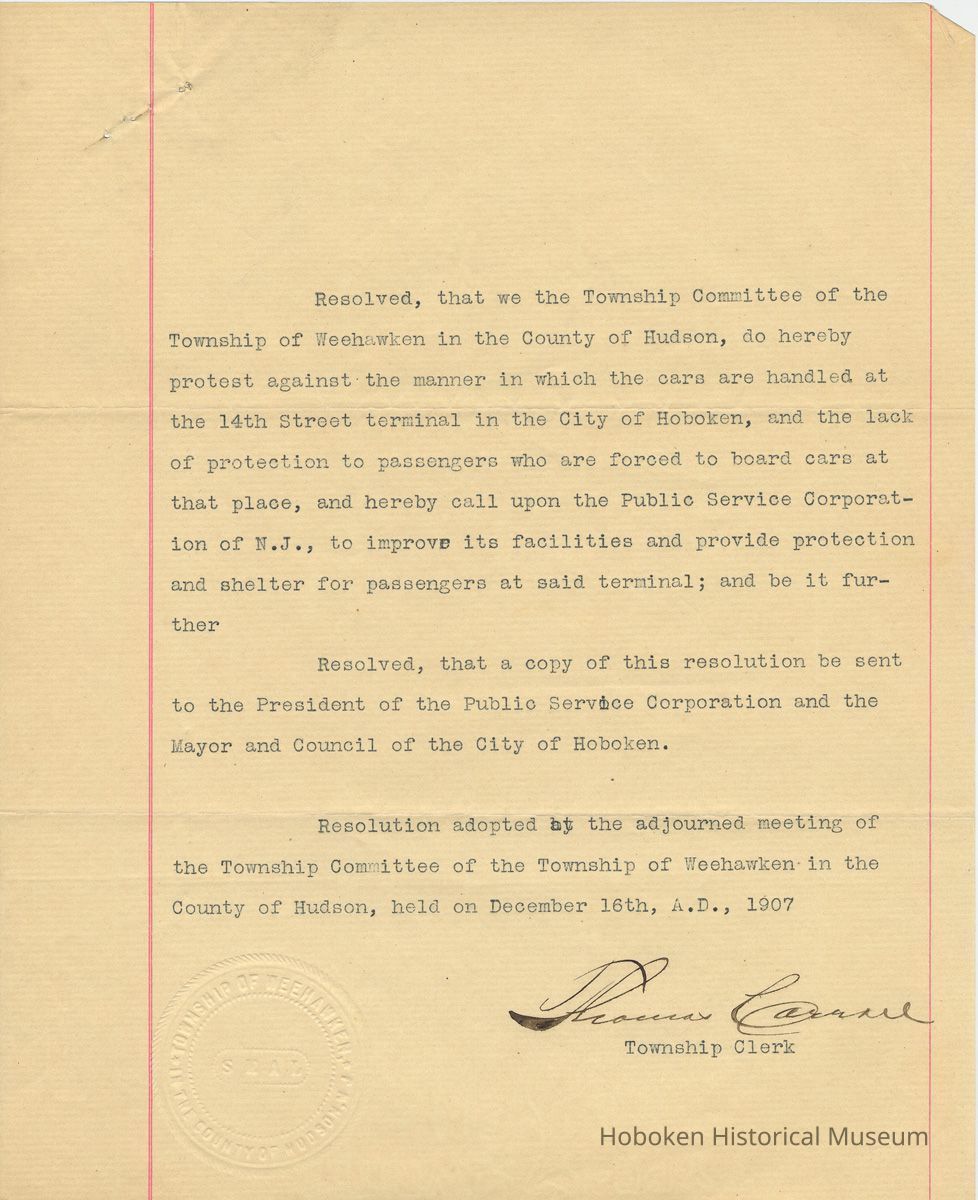 Resolved, that we the Township Committee of the
Township of Weehawken in the County of Hudson, do hereby
protest against the manner in which the cars are handled at
the 14th Street terminal in the City of Hoboken, and the lack
of protection to passengers who are forced to board cars at
that place, and hereby call upon the Public Service Corporat-
ion of N.J., to improve its facilities and provide protection
and shelter for passengers at said terminal; and be it fur-
ther
Resolved, that a copy of this resolution be sent
to the President of the Public Service Corporation and the
Mayor and Council of the City of Hoboken.
Resolution adopted at the adjourned meeting of
the Township Committee of the Township of Weehawken in the
County of Hudson, held on December 16th, A.D., 1907
Thomas Carroll
Township Clerk
TOWNSHIP OF WEEHAWKEN
IN THE COUNTY OF HUDSON, N.J.
SEAL
Hoboken Historical Museum